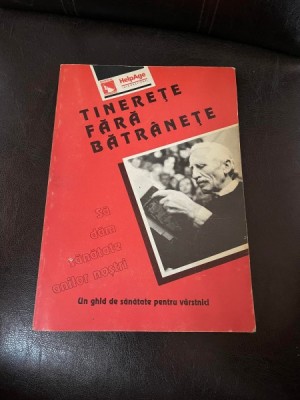 HelpAge
TINEREȚE
FĂRĂ
BĂTRÂNEȚE
Să
dăm
sănătate
anilor noștri
Un ghid de sănătate pentru vârstnici